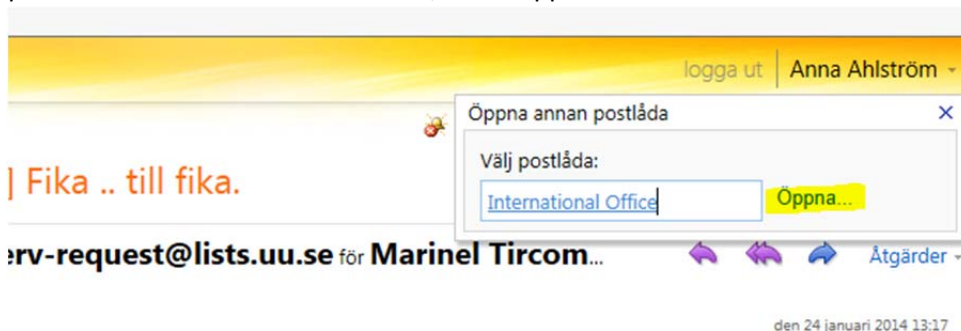 logga ut Anna Ahlström
Öppna annan postlåda
Välj postlåda:
] Fika .. till fika.
International Office Öppna...
erv-request@lists.uu.se för Marinel Tircom...
Åtgärder
den 24 januari 2014 13:17